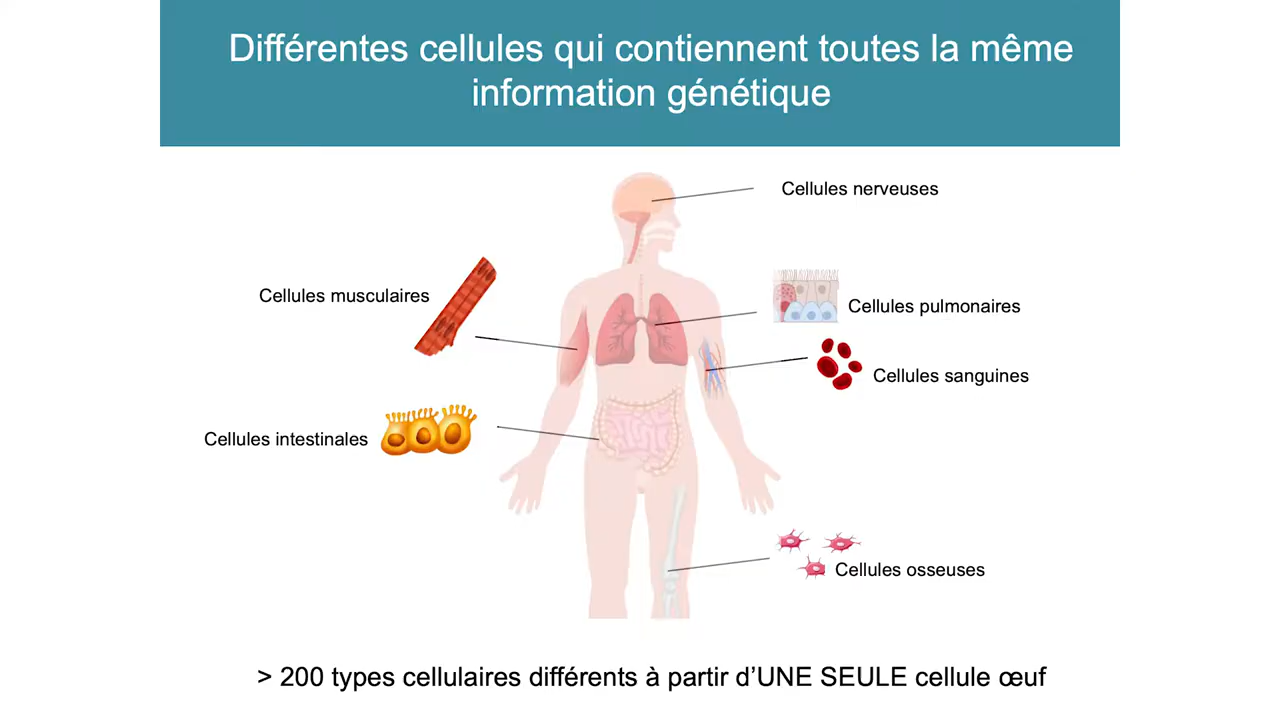 Différentes cellules qui contiennent toutes la même
information génétique
Cellules nerveuses
Cellules musculaires
Cellules pulmonaires
Cellules sanguines
Cellules intestinales
Cellules osseuses
> 200 types cellulaires différents à partir d’UNE SEULE cellule œuf